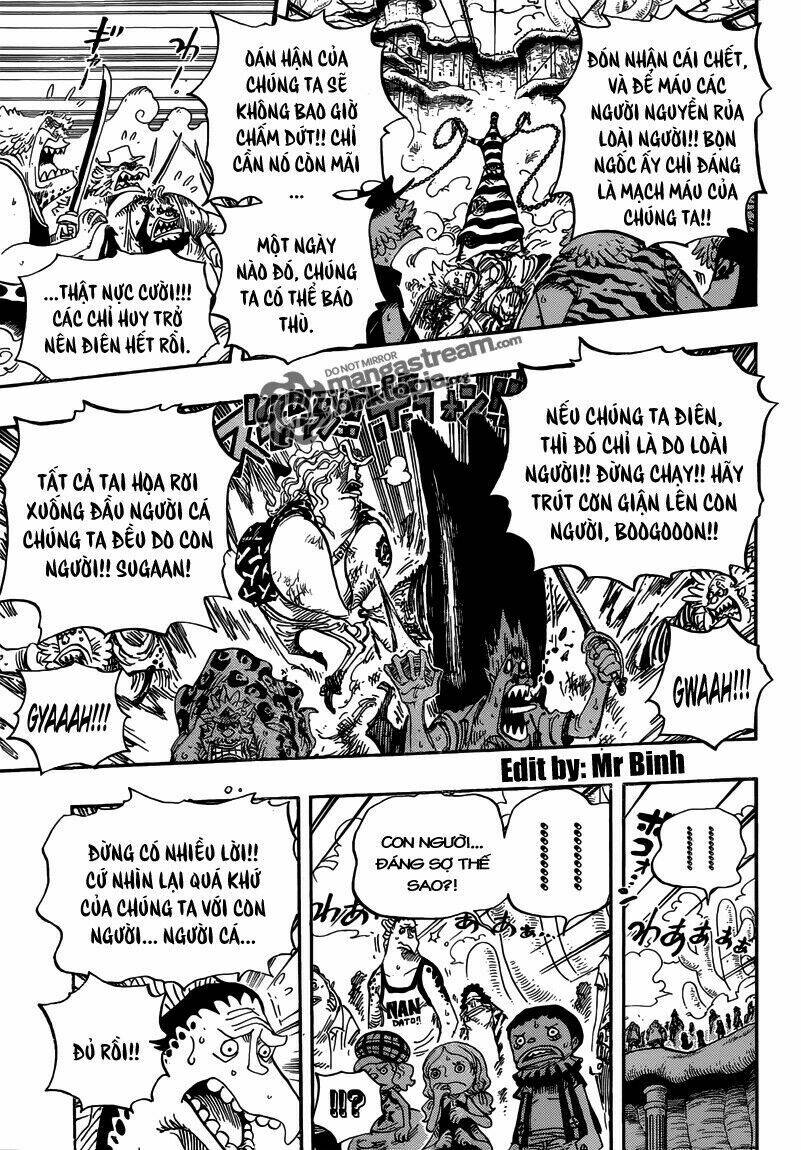 ĐÓN NHẬN CÁI CHẾT,
VÀ ĐỂ MÁU CÁC
NGƯỜI NGUYỀN RỦA
LOÀI NGƯỜI!! BỌN
NGỐC ẤY CHỈ ĐÁNG
LÀ MẠCH MÁU CỦA
CHÚNG TA!!
OÁN HẬN CỦA
CHÚNG TA SẼ
KHÔNG BAO GIỜ
CHẤM DỨT!! CHỈ
CẦN NÓ CÒN MÃI
...
MỘT NGÀY
NÀO ĐÓ, CHÚNG
TA CÓ THỂ BÁO
THÙ.
...THẬT NỰC CƯỜI!!!
CÁC CHỈ HUY TRỞ
NÊN ĐIÊN HẾT RỒI.
DO NOT MIRROR
mangastream.com
NẾU CHÚNG TA ĐIÊN,
THÌ ĐÓ CHỈ LÀ DO LOÀI
NGƯỜI!! ĐỪNG CHẠY!! HÃY
TRÚT CƠN GIẬN LÊN CON
NGƯỜI, BOOGOOON!!
TẤT CẢ TAI HỌA RƠI
XUỐNG ĐẦU NGƯỜI CÁ
CHÚNG TA ĐỀU DO CON
NGƯỜI!! SUGAAN!
GWAAH!!!
GYAAAH!!!
Edit by: Mr Binh
わあああ
CON NGƯỜI...
ĐÁNG SỢ THẾ
SAO?!
MAN
DATO!!
!!?
ĐỪNG CÓ NHIỀU LỜI!!
CỨ NHÌN LẠI QUÁ KHỨ
CỦA CHÚNG TA VỚI CON
NGƯỜI... NGƯỜI CÁ...
ĐỦ RỒI!!